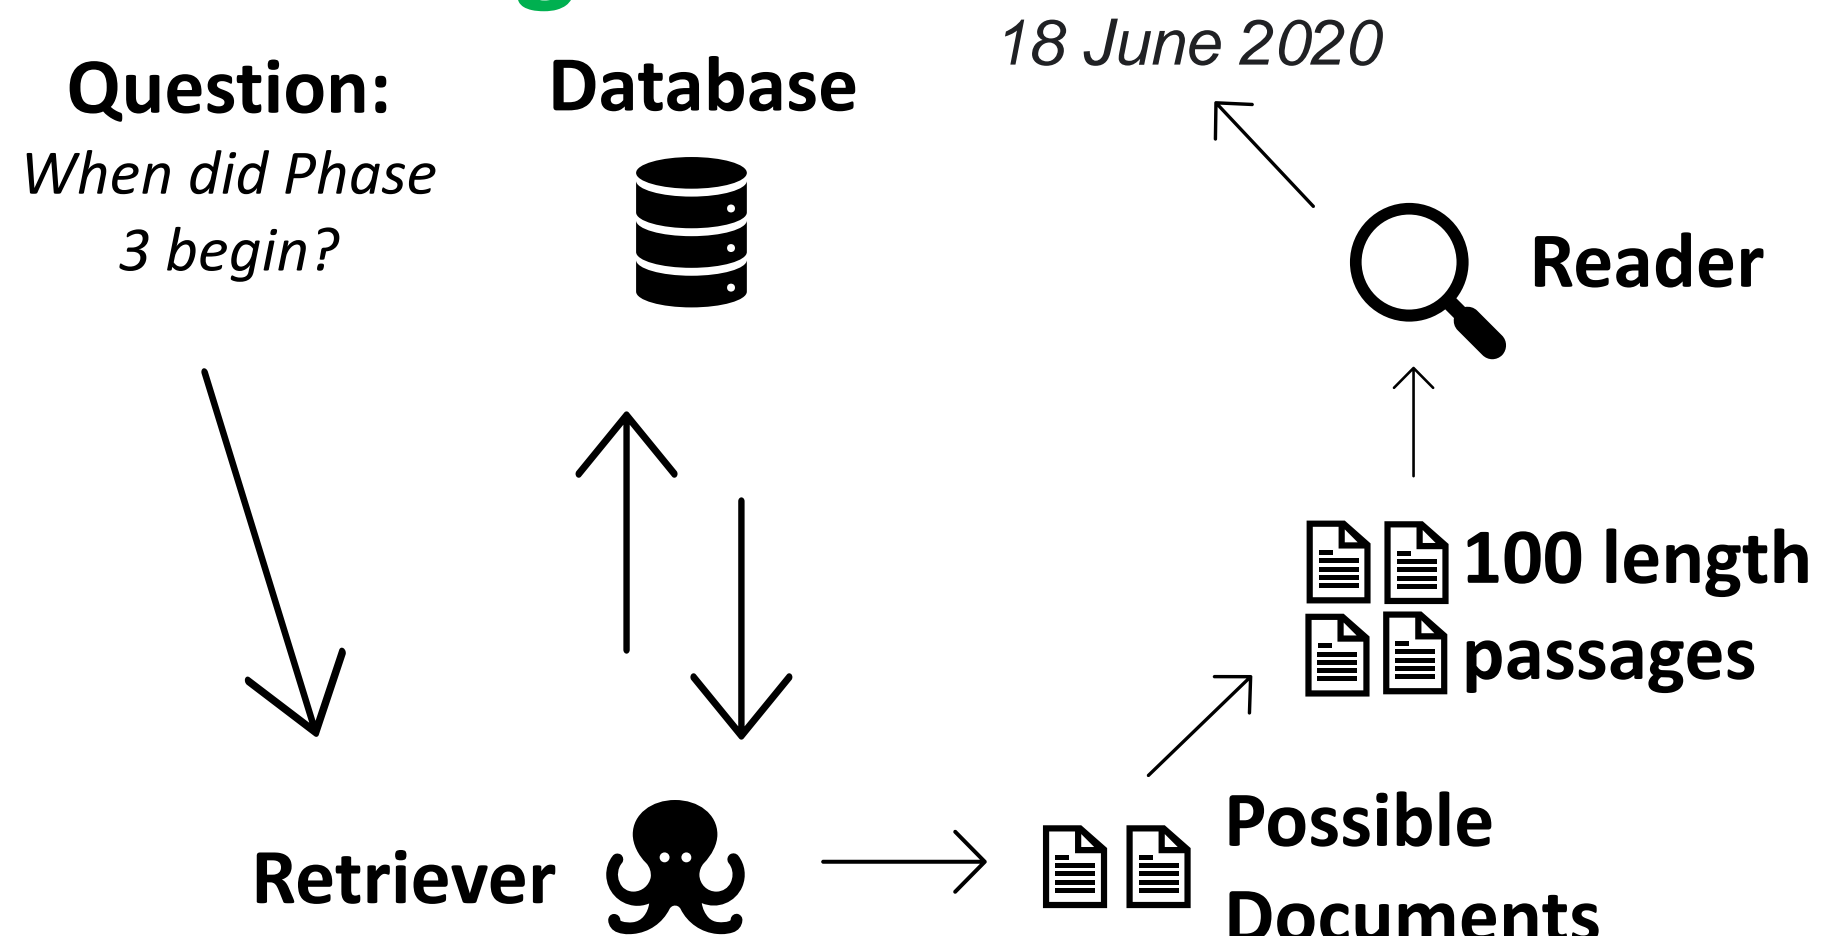 Question:
When did Phase
3 begin?
Database
18 June 2020
Reader
100 length
passages
Possible
Documents
Retriever